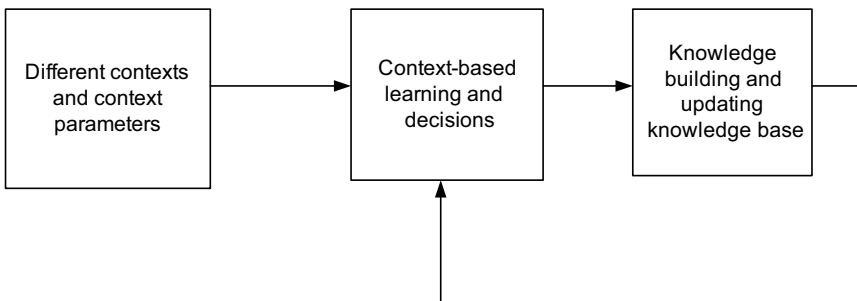 Different contexts
and context
parameters
Context-based
learning and
decisions
Knowledge
building and
updating
knowledge base